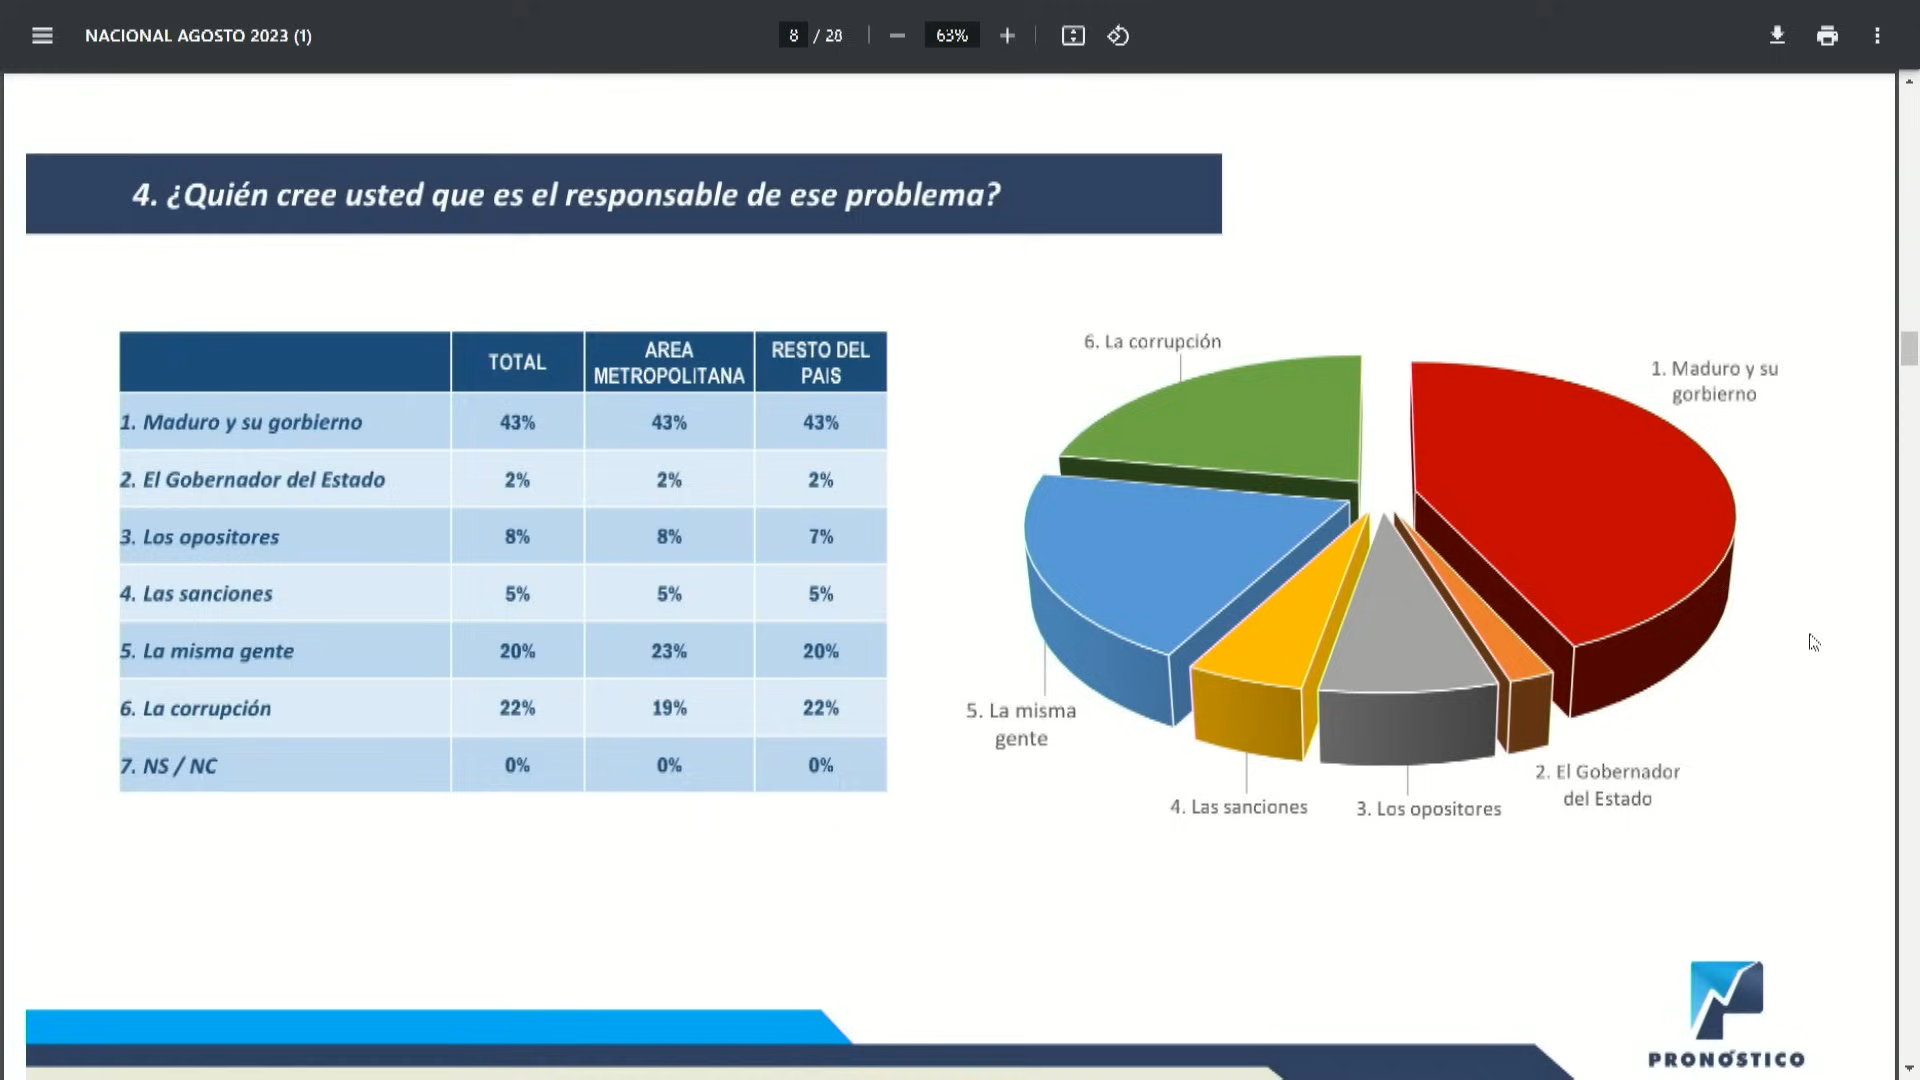 NACIONAL AGOSTO 2023 (1)
8 / 28
63%
4. ¿Quién cree usted que es el responsable de ese problema?
TOTAL
AREA METROPOLITANA
RESTO DEL PAIS
1. Maduro y su gorbierno 43% 43% 43%
2. El Gobernador del Estado 2% 2% 2%
3. Los opositores 8% 8% 7%
4. Las sanciones 5% 5% 5%
5. La misma gente 20% 23% 20%
6. La corrupción 22% 19% 22%
7. NS / NC 0% 0% 0%
6. La corrupción
1. Maduro y su
gorbierno
5. La misma
gente
4. Las sanciones
3. Los opositores
2. El Gobernador
del Estado
PRONÓSTICO